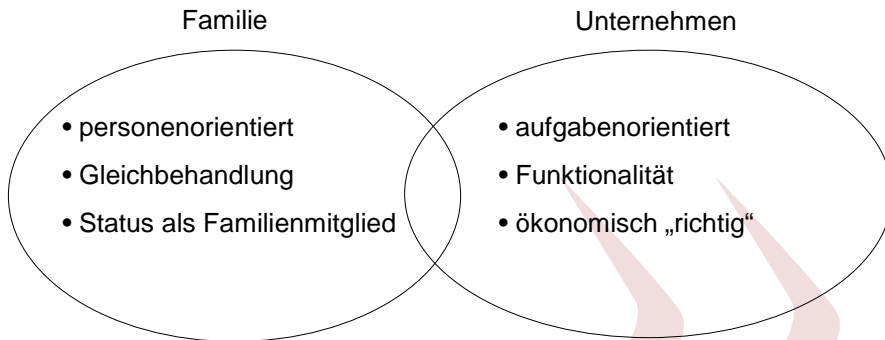 Familie
Unternehmen
• personenorientiert
• Gleichbehandlung
• Status als Familienmitglied
• aufgabenorientiert
• Funktionalität
• ökonomisch „richtig“